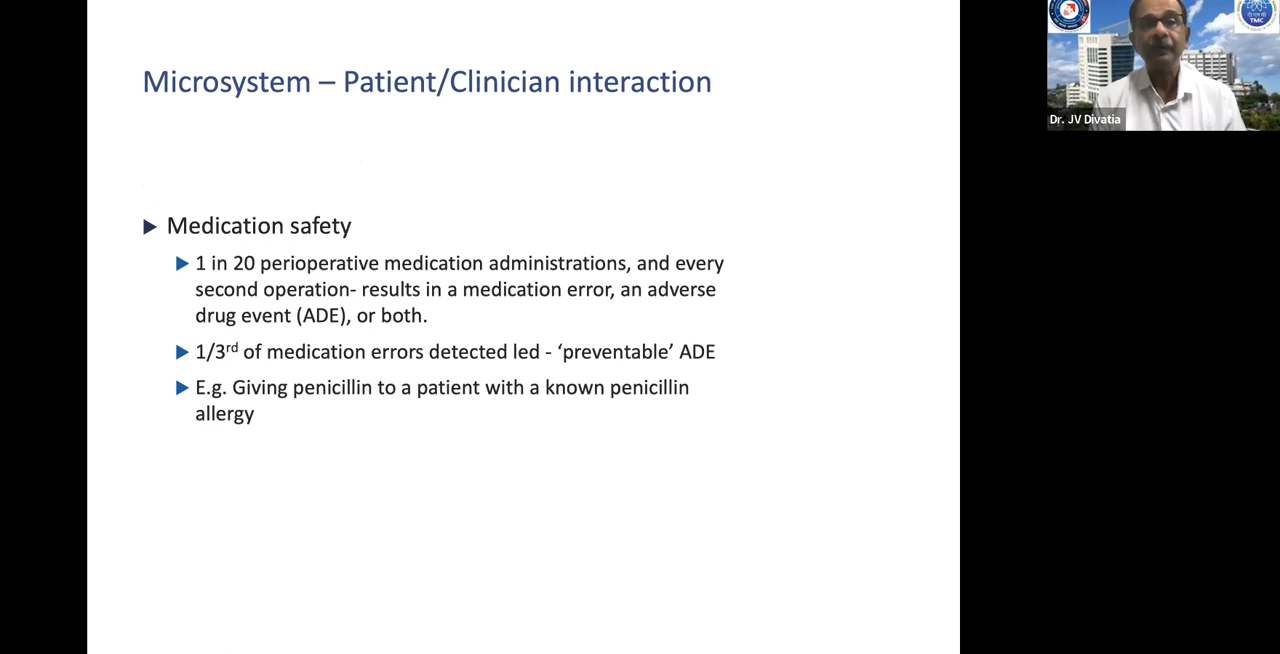 Microsystem – Patient/Clinician interaction
Medication safety
1 in 20 perioperative medication administrations, and every
second operation- results in a medication error, an adverse
drug event (ADE), or both.
1/3rd of medication errors detected led - ‘preventable’ ADE
E.g. Giving penicillin to a patient with a known penicillin
allergy
TMC
Dr. JV Divatia